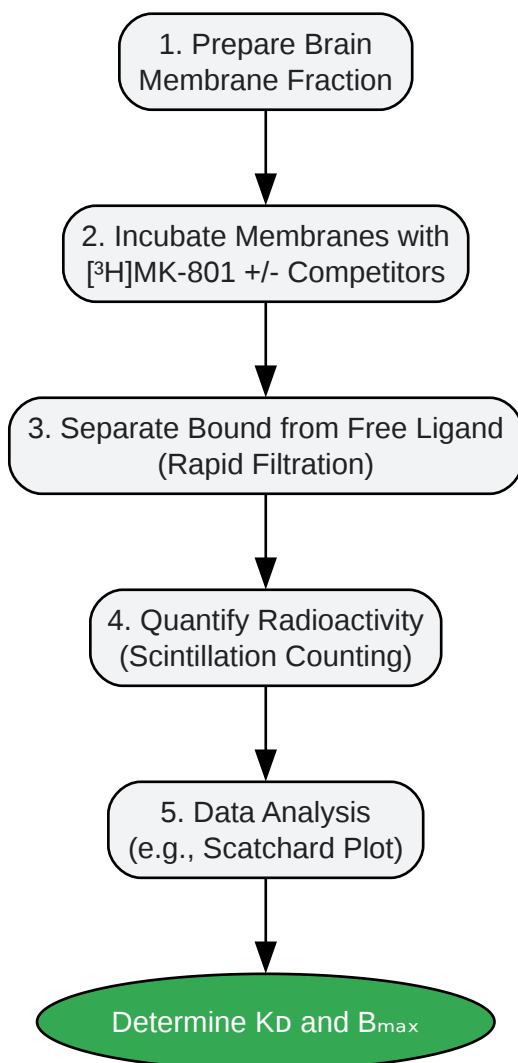 1. Prepare Brain
Membrane Fraction
2. Incubate Membranes with
[³H]MK-801 +/- Competitors
3. Separate Bound from Free Ligand
(Rapid Filtration)
4. Quantify Radioactivity
(Scintillation Counting)
5. Data Analysis
(e.g., Scatchard Plot)
Determine Kᴅ and Bₘₐₓ